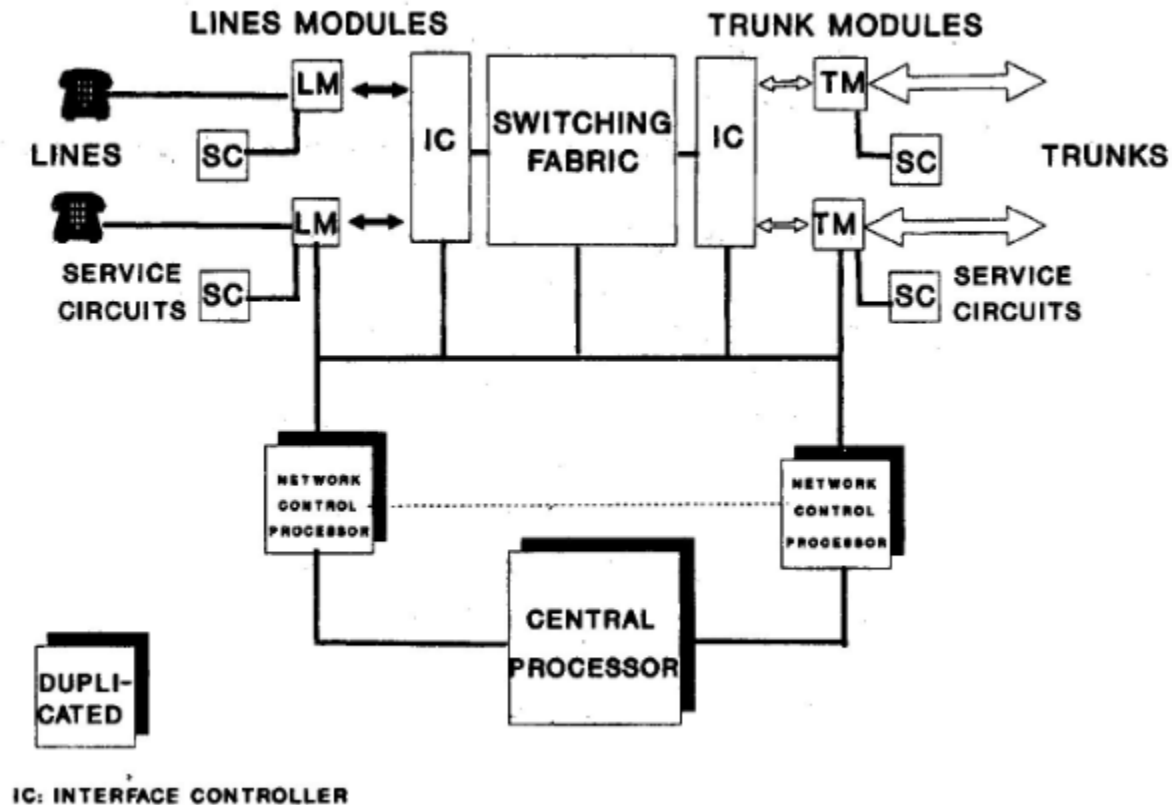 LINES MODULES
TRUNK MODULES
LM
IC
SWITCHING
FABRIC
IC
TM
LINES
SC
SC
TRUNKS
LM
TM
SERVICE
CIRCUITS
SC
SC
SERVICE
CIRCUITS
NETWORK
CONTROL
PROCESSOR
NETWORK
CONTROL
PROCESSOR
CENTRAL
PROCESSOR
DUPLI-
CATED
IC: INTERFACE CONTROLLER